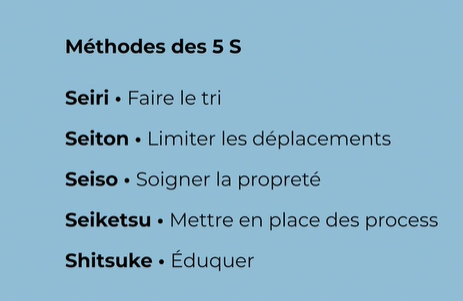 Méthodes des 5 S
Seiri • Faire le tri
Seiton • Limiter les déplacements
Seiso • Soigner la propreté
Seiketsu • Mettre en place des process
Shitsuke • Éduquer